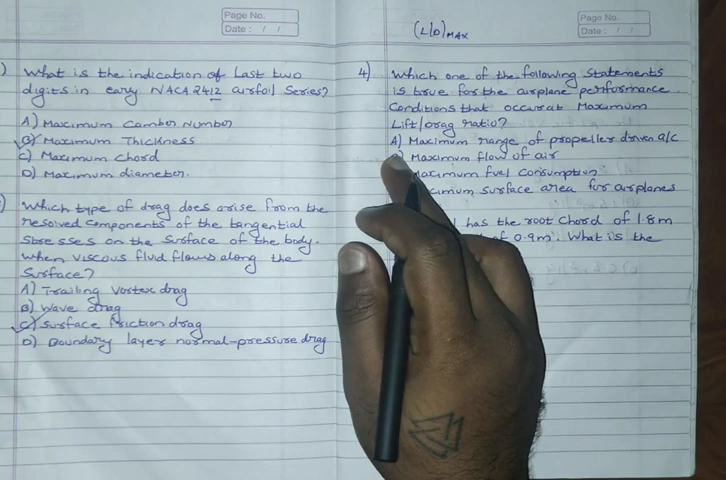 Page No.
Date: / /
) What is the indication of Last two
digits in early NACA 2412 airfoil Series?
A) Maximum Camber Number
B) Maximum Thickness
C) Maximum chord
D) Maximum diameter.
) Which type of drag does arise from the
resolved components of the tangential
stresses on the surface of the body.
When viscous fluid flows along the
Surface?
A) Trailing Vortex drag
B) Wave drag
C) Surface friction drag
D) Boundary layer normal-pressure drag
(L/D)MAX
Page No.
Date: / /
4) Which one of the following statements
is true for the airplane performance
Conditions that occur at Maximum
Lift/drag ratio?
A) Maximum range of propeller driven a/c
) Maximum flow of air
Maximum fuel Consumption
ximum surface area for airplanes
has the root chord of 1.8m
of 0.9m. What is the